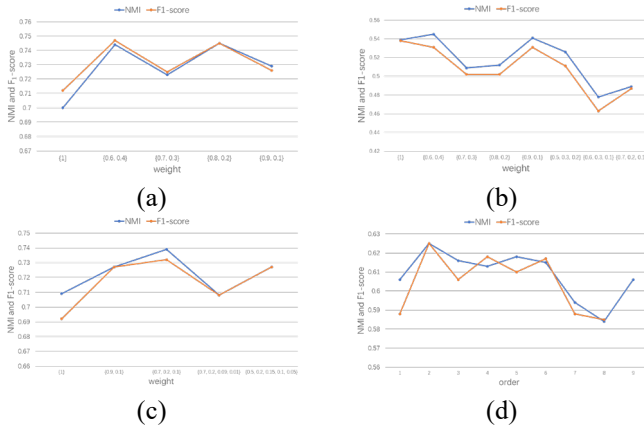 NMI F1-score
0.76
0.75
0.74
0.73
0.72
0.71
0.7
0.69
0.68
0.67
NMI and F1-score
{1} {0.6, 0.4} {0.7, 0.3} {0.8, 0.2} {0.9, 0.1}
weight
(a)
NMI F1-score
0.56
0.54
0.52
0.5
0.48
0.46
0.44
0.42
NMI and F1-score
{1} {0.6, 0.4} {0.7, 0.3} {0.8, 0.2} {0.9, 0.1}
weight
(b)
NMI F1-score
0.75
0.74
0.73
0.72
0.71
0.7
0.69
0.68
0.67
0.66
NMI and F1-score
{1} {0.9, 0.1} {0.7, 0.2, 0.1}
weight
(c)
NMI F1-score
0.63
0.62
0.61
0.6
0.59
0.58
0.57
0.56
NMI and F1-score
1 2 3 4 5 6 7 8
order
(d)